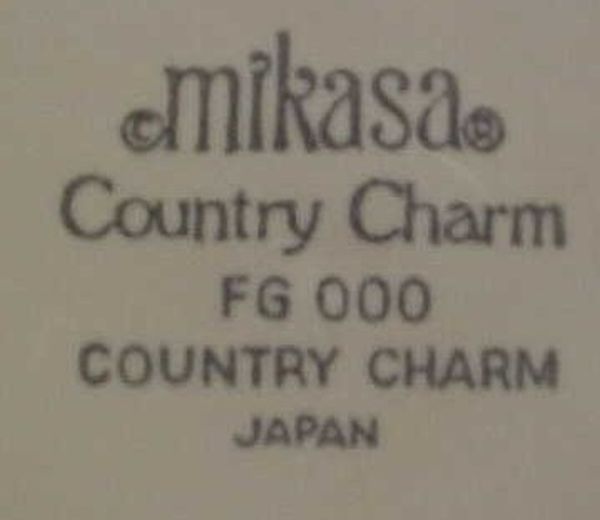 ©mikasa®
Country Charm
FG 000
COUNTRY CHARM
JAPAN